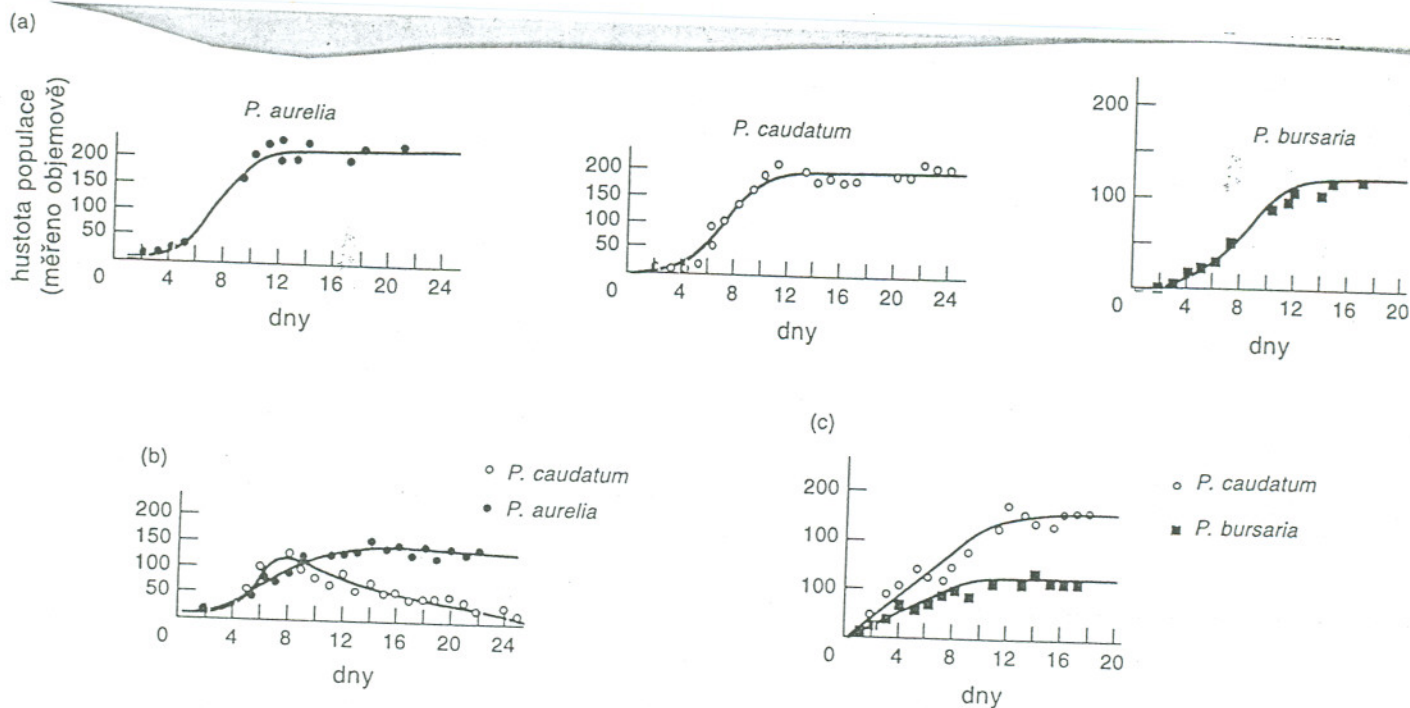 (a)
hustota populace
(měřeno objemově)
P. aurelia
200
150
100
50
0
4 8 12 16 20 24
dny
P. caudatum
200
150
100
50
0
4 8 12 16 20 24
dny
P. bursaria
200
100
0
4 8 12 16 20
dny
(b)
P. caudatum
P. aurelia
200
150
100
50
0
4 8 12 16 20 24
dny
(c)
P. caudatum
P. bursaria
200
100
100
0
4 8 12 16 20
dny